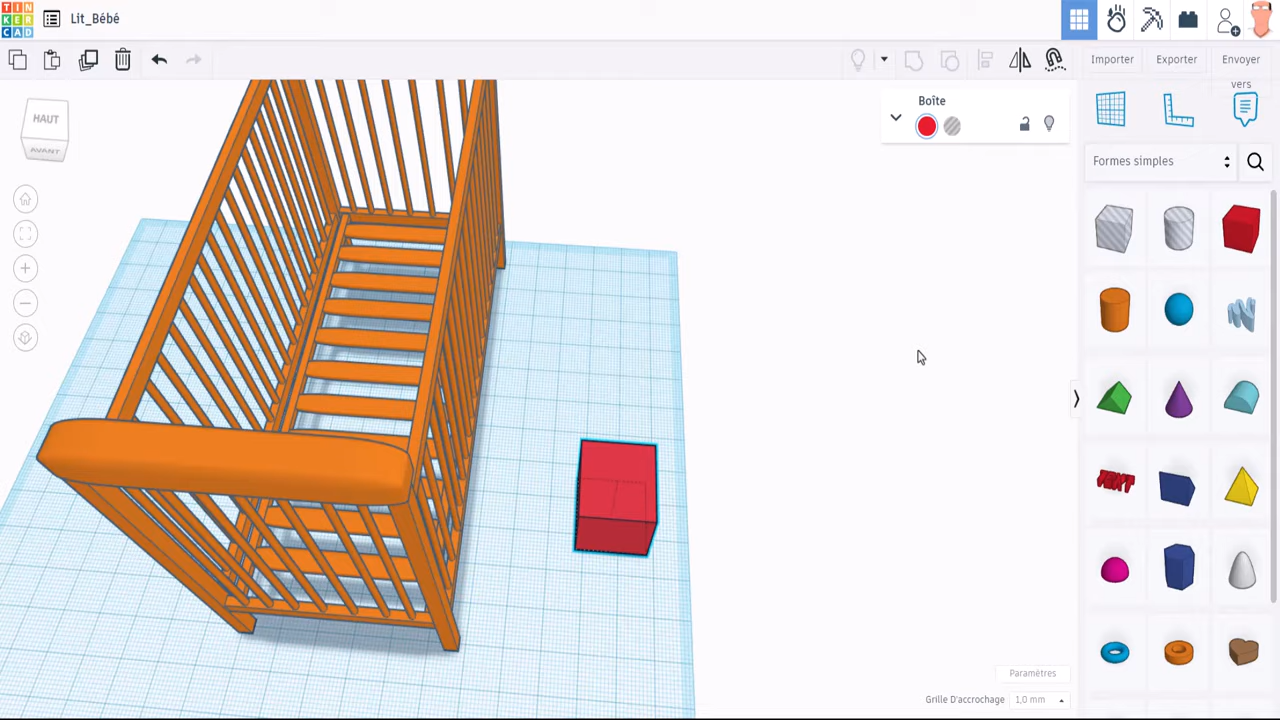 TIN
KER
CAD
Lit_Bébé
Importer
Exporter
Envoyer
vers
HAUT
AVANT
Boîte
Formes simples
TEXT
Paramètres
Grille D'accrochage
1,0 mm